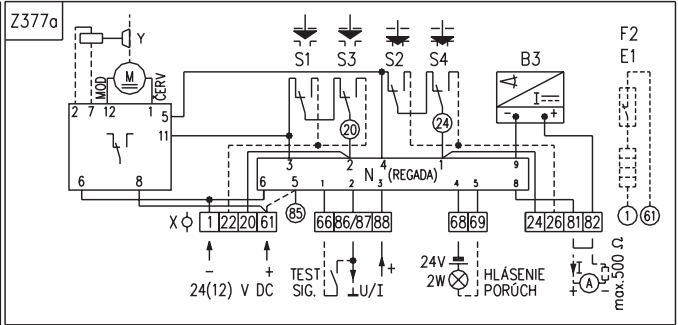 Z377a
Y
S1 S3 S2 S4 B3 F2
E1
M
MOD
ČERV
2 7 12 1
5
11
6 8
20
24
I
- +
3 2 4 1 9
N (REGADA)
6 5 1 2 3 4 5 8
X 1 22 20 61 85 66 86/87 88 68 69 24 26 81 82
1 61
- +
24(12) V DC
TEST
SIG.
U/I
+
24V
2W
HLÁSENIE
PORÚCH
I
A
+ -
max.500 Ω